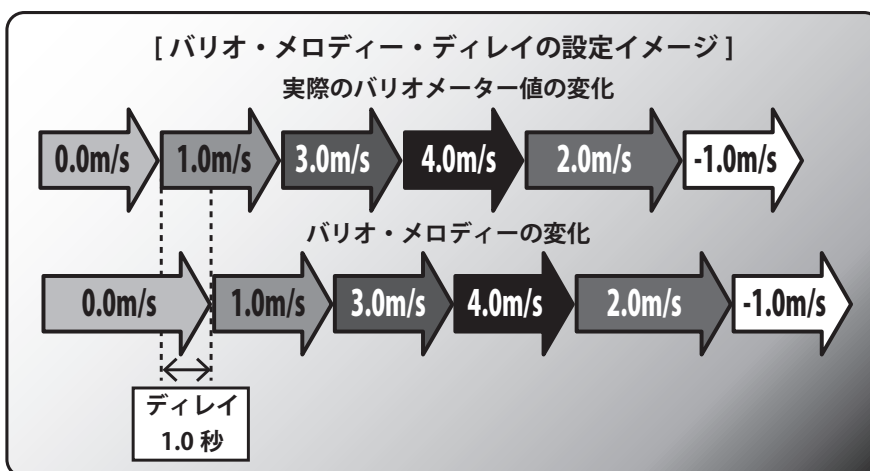 [ バリオ・メロディー・ディレイの設定イメージ ]
実際のバリオメーター値の変化
0.0m/s 1.0m/s 3.0m/s 4.0m/s 2.0m/s -1.0m/s
バリオ・メロディーの変化
0.0m/s 1.0m/s 3.0m/s 4.0m/s 2.0m/s -1.0m/s
ディレイ
1.0 秒